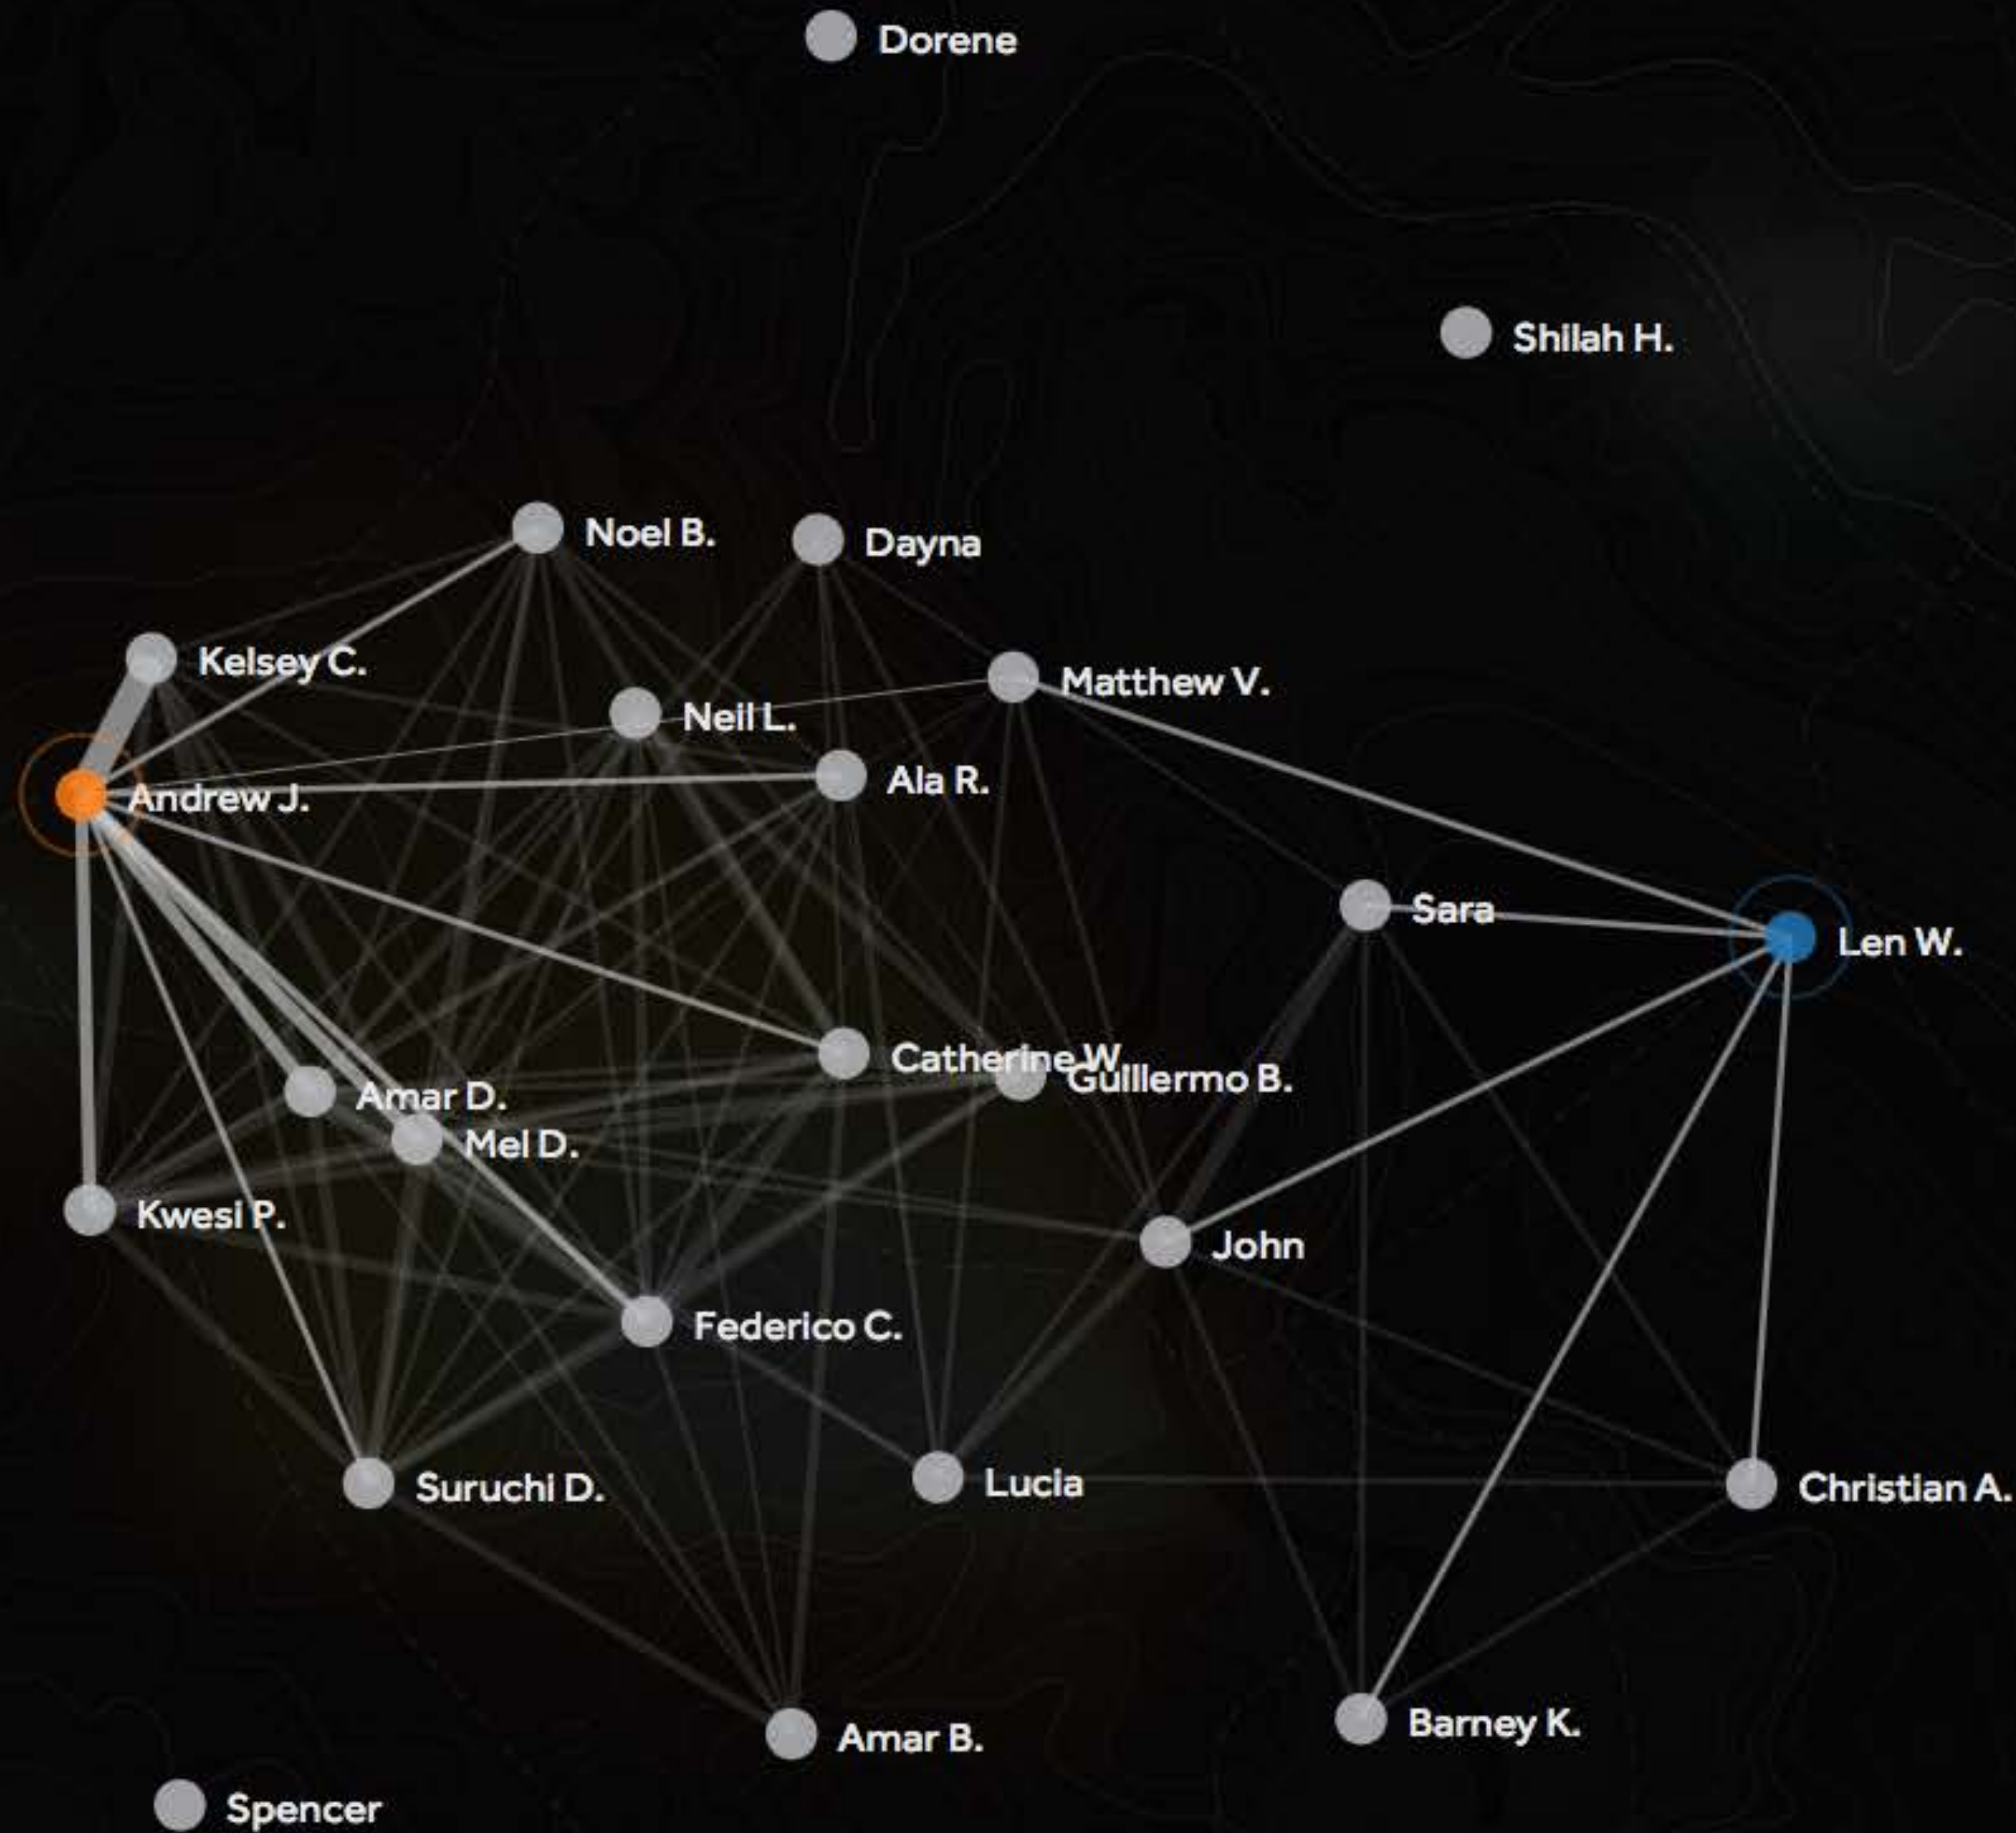 Dorene
Shilah H.
Noel B.
Dayna
Kelsey C.
Matthew V.
Neil L.
Ala R.
Andrew J.
Sara
Len W.
Catherine W.
Guillermo B.
Amar D.
Mel D.
Kwesi P.
John
Federico C.
Lucia
Suruchi D.
Christian A.
Barney K.
Amar B.
Spencer